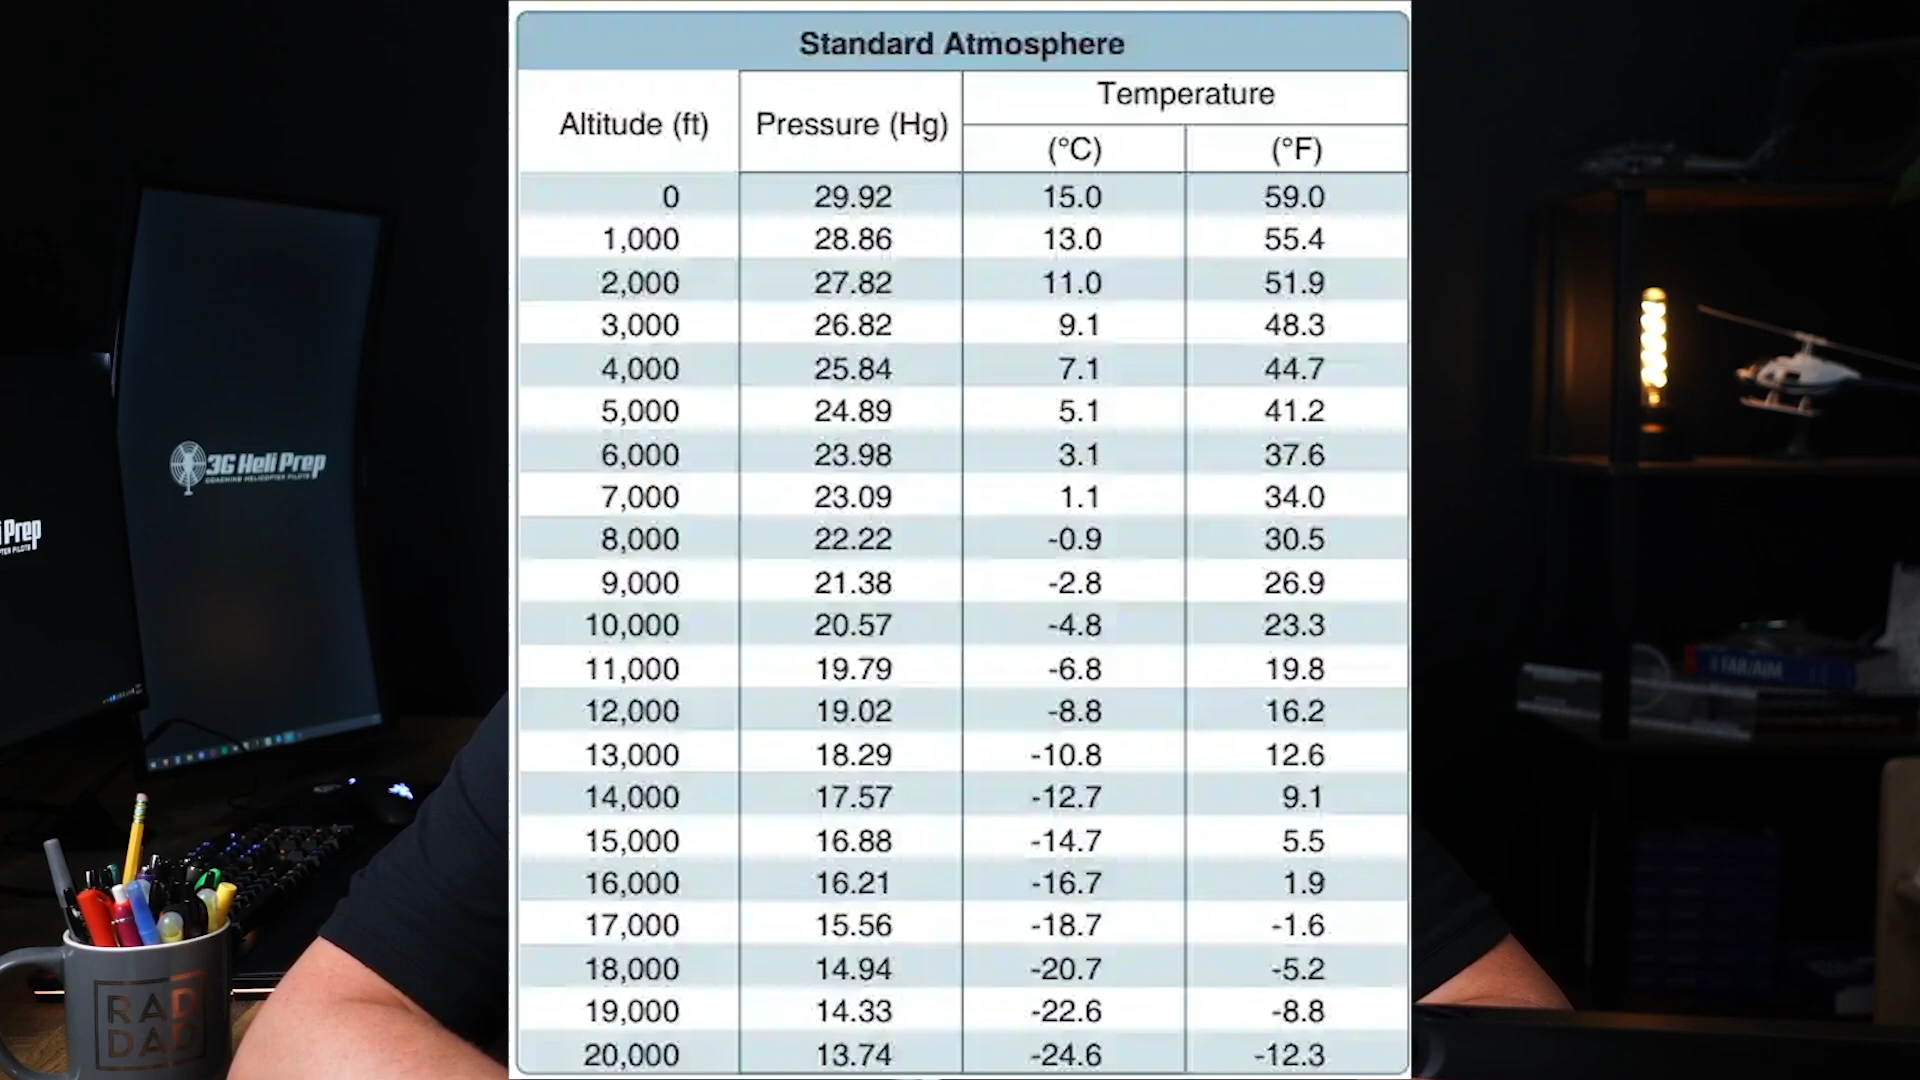 Standard Atmosphere
Altitude (ft) Pressure (Hg) Temperature
(°C) (°F)
0 29.92 15.0 59.0
1,000 28.86 13.0 55.4
2,000 27.82 11.0 51.9
3,000 26.82 9.1 48.3
4,000 25.84 7.1 44.7
5,000 24.89 5.1 41.2
6,000 23.98 3.1 37.6
7,000 23.09 1.1 34.0
8,000 22.22 -0.9 30.5
9,000 21.38 -2.8 26.9
10,000 20.57 -4.8 23.3
11,000 19.79 -6.8 19.8
12,000 19.02 -8.8 16.2
13,000 18.29 -10.8 12.6
14,000 17.57 -12.7 9.1
15,000 16.88 -14.7 5.5
16,000 16.21 -16.7 1.9
17,000 15.56 -18.7 -1.6
18,000 14.94 -20.7 -5.2
19,000 14.33 -22.6 -8.8
20,000 13.74 -24.6 -12.3
3G Heli Prep
COACHING HELICOPTER PILOTS
Prep
FAR/AIM
RAD
DAD